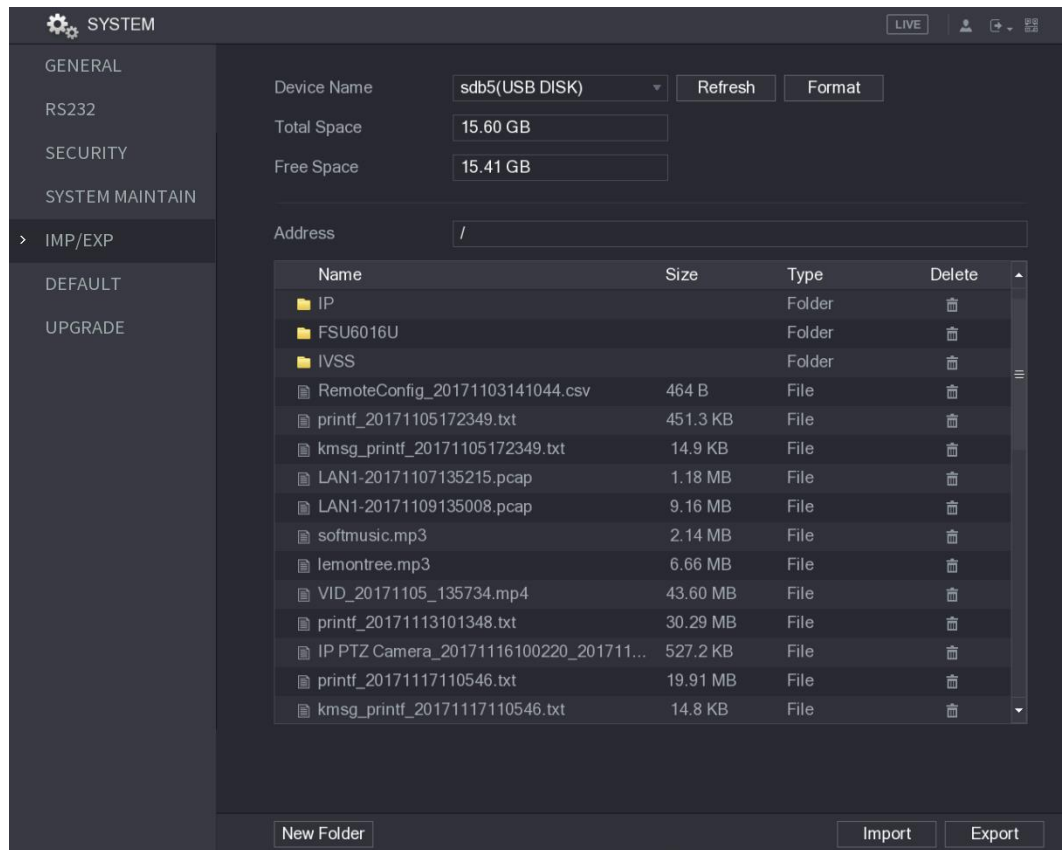 SYSTEM LIVE
GENERAL
RS232
SECURITY
SYSTEM MAINTAIN
IMP/EXP
DEFAULT
UPGRADE
Device Name sdb5(USB DISK) Refresh Format
Total Space 15.60 GB
Free Space 15.41 GB
Address /
Name Size Type Delete
IP Folder
FSU6016U Folder
IVSS Folder
RemoteConfig_20171103141044.csv 464 B File
printf_20171105172349.txt 451.3 KB File
kmsg_printf_20171105172349.txt 14.9 KB File
LAN1-20171107135215.pcap 1.18 MB File
LAN1-20171109135008.pcap 9.16 MB File
softmusic.mp3 2.14 MB File
lemontree.mp3 6.66 MB File
VID_20171105_135734.mp4 43.60 MB File
printf_20171113101348.txt 30.29 MB File
IP PTZ Camera_20171116100220_201711... 527.2 KB File
printf_20171117110546.txt 19.91 MB File
kmsg_printf_20171117110546.txt 14.8 KB File
New Folder Import Export